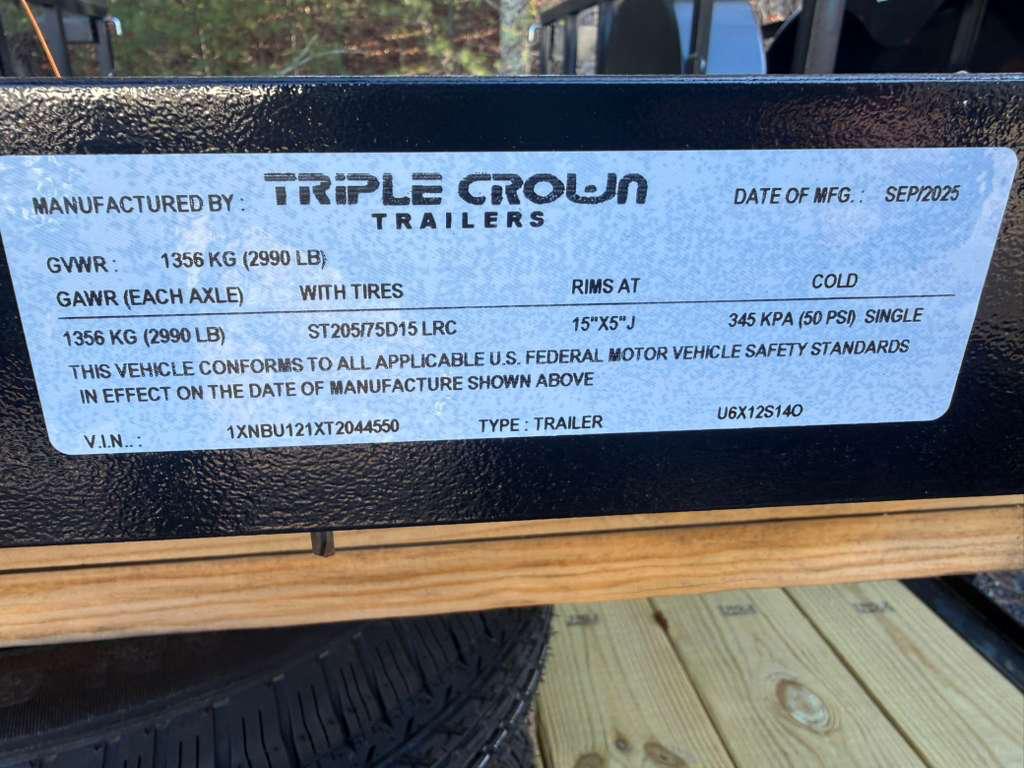 MANUFACTURED BY : TRIPLE CROWN TRAILERS DATE OF MFG. : SEP/2025
GVWR : 1356 KG (2990 LB)
GAWR (EACH AXLE) WITH TIRES RIMS AT COLD
1356 KG (2990 LB) ST205/75D15 LRC 15"X5"J 345 KPA (50 PSI) SINGLE
THIS VEHICLE CONFORMS TO ALL APPLICABLE U.S. FEDERAL MOTOR VEHICLE SAFETY STANDARDS
IN EFFECT ON THE DATE OF MANUFACTURE SHOWN ABOVE
V.I.N.. : 1XNBU121XT2044550 TYPE : TRAILER U6X12S14O